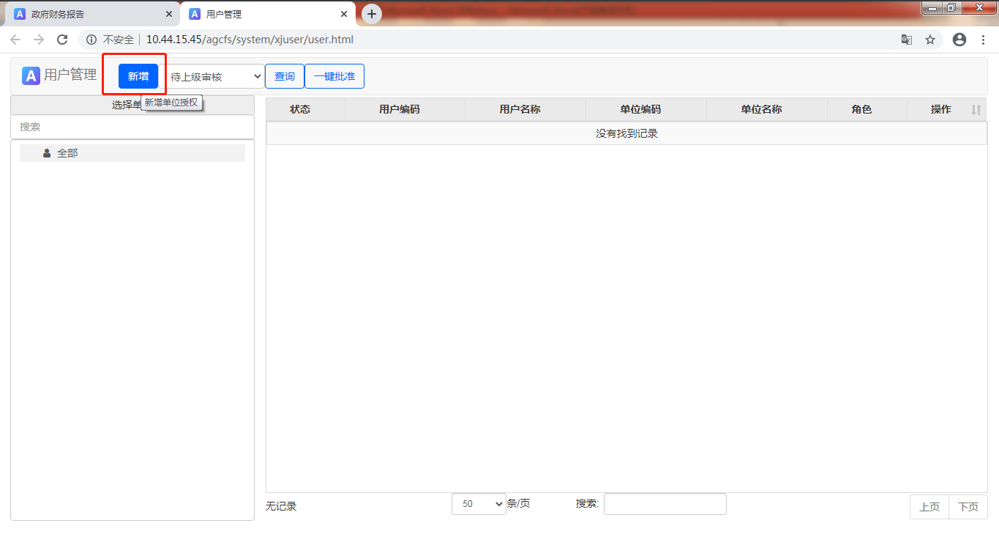 政府财务报告
用户管理
不安全 10.44.15.45/agcfs/system/xjuser/user.html
A 用户管理 新增 待上级审核 查询 一键批准
新增单位授权
选择单
搜索
全部
状态 用户编码 用户名称 单位编码 单位名称 角色 操作
没有找到记录
无记录 50 条/页 搜索: 上页 下页